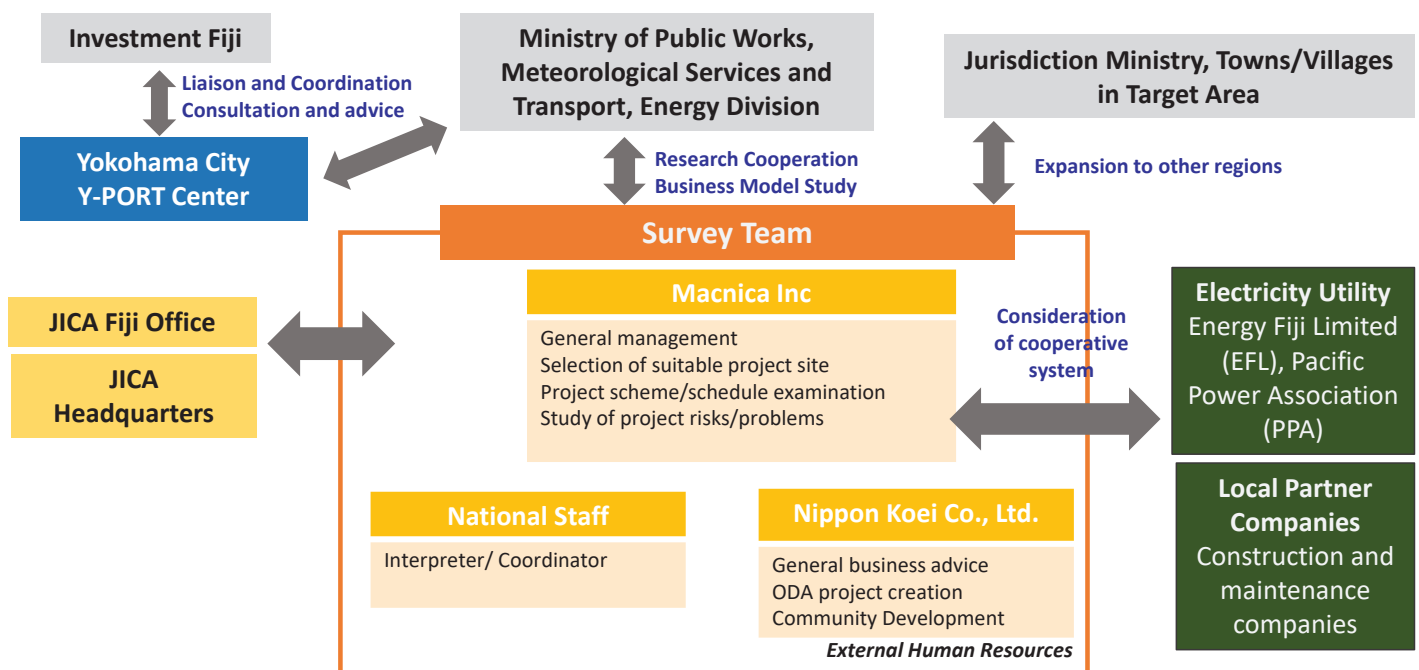 Investment Fiji
Liaison and Coordination
Consultation and advice
Yokohama City
Y-PORT Center
Ministry of Public Works,
Meteorological Services and
Transport, Energy Division
Research Cooperation
Business Model Study
Jurisdiction Ministry, Towns/Villages
in Target Area
Expansion to other regions
Survey Team
JICA Fiji Office
JICA
Headquarters
Macnica Inc
General management
Selection of suitable project site
Project scheme/schedule examination
Study of project risks/problems
Consideration
of cooperative
system
Electricity Utility
Energy Fiji Limited
(EFL), Pacific
Power Association
(PPA)
National Staff
Interpreter/ Coordinator
Nippon Koei Co., Ltd.
General business advice
ODA project creation
Community Development
External Human Resources
Local Partner
Companies
Construction and
maintenance
companies